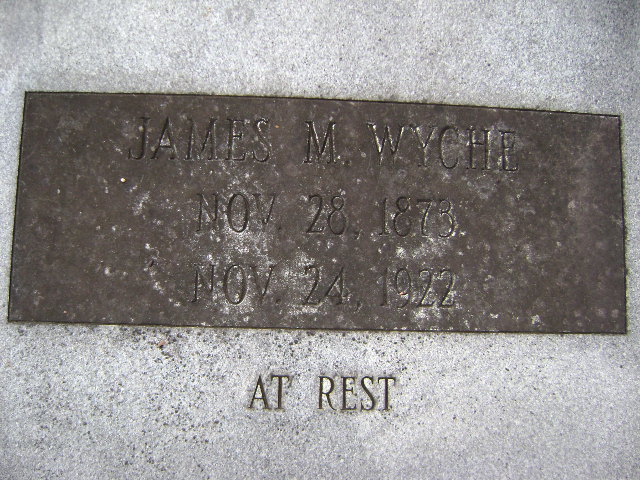 JAMES M. WYCHE
NOV. 28, 1873
NOV. 24, 1922
AT REST